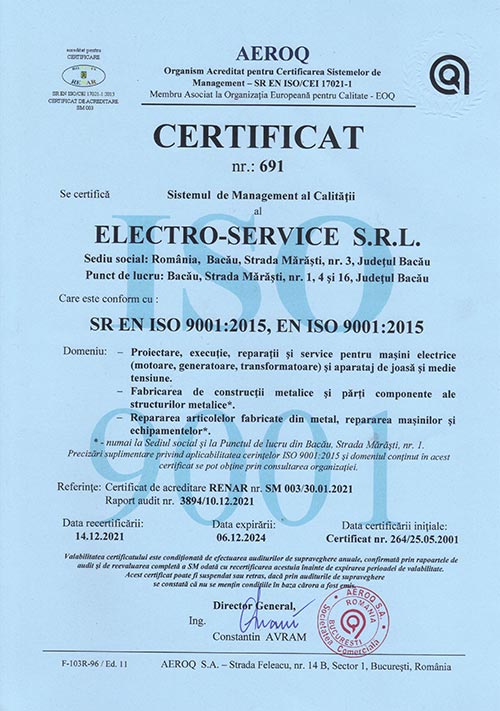 AEROQ
Organism Acreditat pentru Certificarea Sistemelor de
Management – SR EN ISO/CEI 17021-1
Membru Asociat la Organizația Europeană pentru Calitate - EOQ
acreditat pentru
CERTIFICARE
RENAR
SR EN ISO/CEI 17021-1:2015
CERTIFICAT DE ACREDITARE
SM 003
CERTIFICAT
nr.: 691
Se certifică Sistemul de Management al Calității
al
ELECTRO-SERVICE S.R.L.
Sediu social: România, Bacău, Strada Mărăști, nr. 3, Județul Bacău
Punct de lucru: Bacău, Strada Mărăști, nr. 1, 4 și 16, Județul Bacău
Care este conform cu :
ISO
9001
SR EN ISO 9001:2015, EN ISO 9001:2015
Domeniu: – Proiectare, execuție, reparații și service pentru mașini electrice
(motoare, generatoare, transformatoare) și aparataj de joasă și medie
tensiune.
– Fabricarea de construcții metalice și părți componente ale
structurilor metalice*.
– Repararea articolelor fabricate din metal, repararea mașinilor și
echipamentelor*.
* - numai la Sediul social și la Punctul de lucru din Bacău, Strada Mărăști, nr. 1.
Precizări suplimentare privind aplicabilitatea cerințelor ISO 9001:2015 și domeniul conținut în acest
certificat se pot obține prin consultarea organizației.
Referințe: Certificat de acreditare RENAR nr. SM 003/30.01.2021
Raport audit nr. 3894/10.12.2021
Data recertificării: Data expirării: Data certificării inițiale:
14.12.2021 06.12.2024 Certificat nr. 264/25.05.2001
Valabilitatea certificatului este condiționată de efectuarea auditurilor de supraveghere anuale, confirmată prin rapoartele de
audit și de reevaluarea completă a SM odată cu recertificarea acestuia înainte de expirarea perioadei de valabilitate.
Acest certificat poate fi suspendat sau retras, dacă prin auditurile de supraveghere
se constată că nu se mențin condițiile în baza cărora a fost emis.
Director General,
Ing.
Constantin AVRAM
AEROQ S.A.
ROMANIA
BUCUREȘTI
Societatea Comercială
F-103R-96 / Ed. 11 AEROQ S.A. – Strada Feleacu, nr. 14 B, Sector 1, București, România